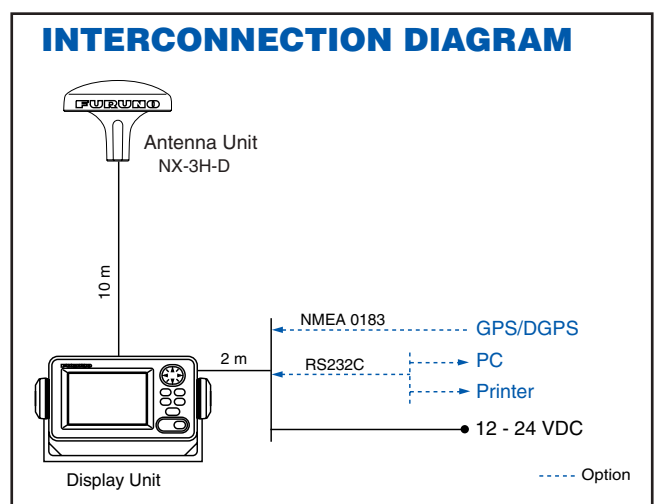 INTERCONNECTION DIAGRAM
FURUNO
Antenna Unit
NX-3H-D
10 m
NMEA 0183
GPS/DGPS
2 m
RS232C
PC
Printer
12 - 24 VDC
Display Unit
Option